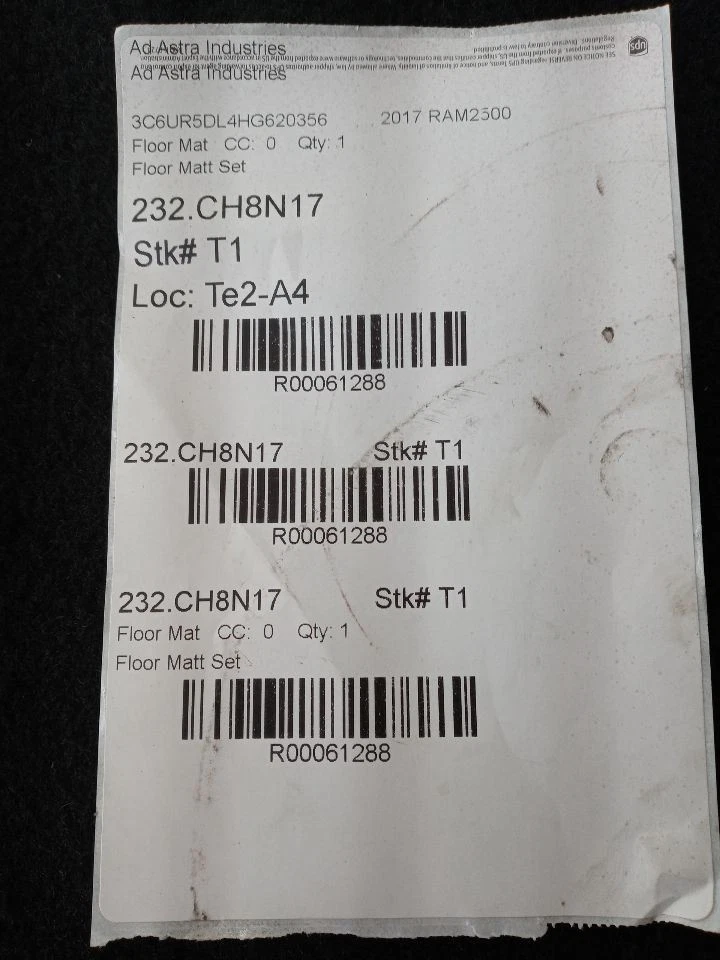 Ad Astra Industries
Ad Astra Industries
3C6UR5DL4HG620356 2017 RAM2500
Floor Mat CC: 0 Qty: 1
Floor Matt Set
232.CH8N17
Stk# T1
Loc: Te2-A4
R00061288
232.CH8N17 Stk# T1
R00061288
232.CH8N17 Stk# T1
Floor Mat CC: 0 Qty: 1
Floor Matt Set
R00061288
ups